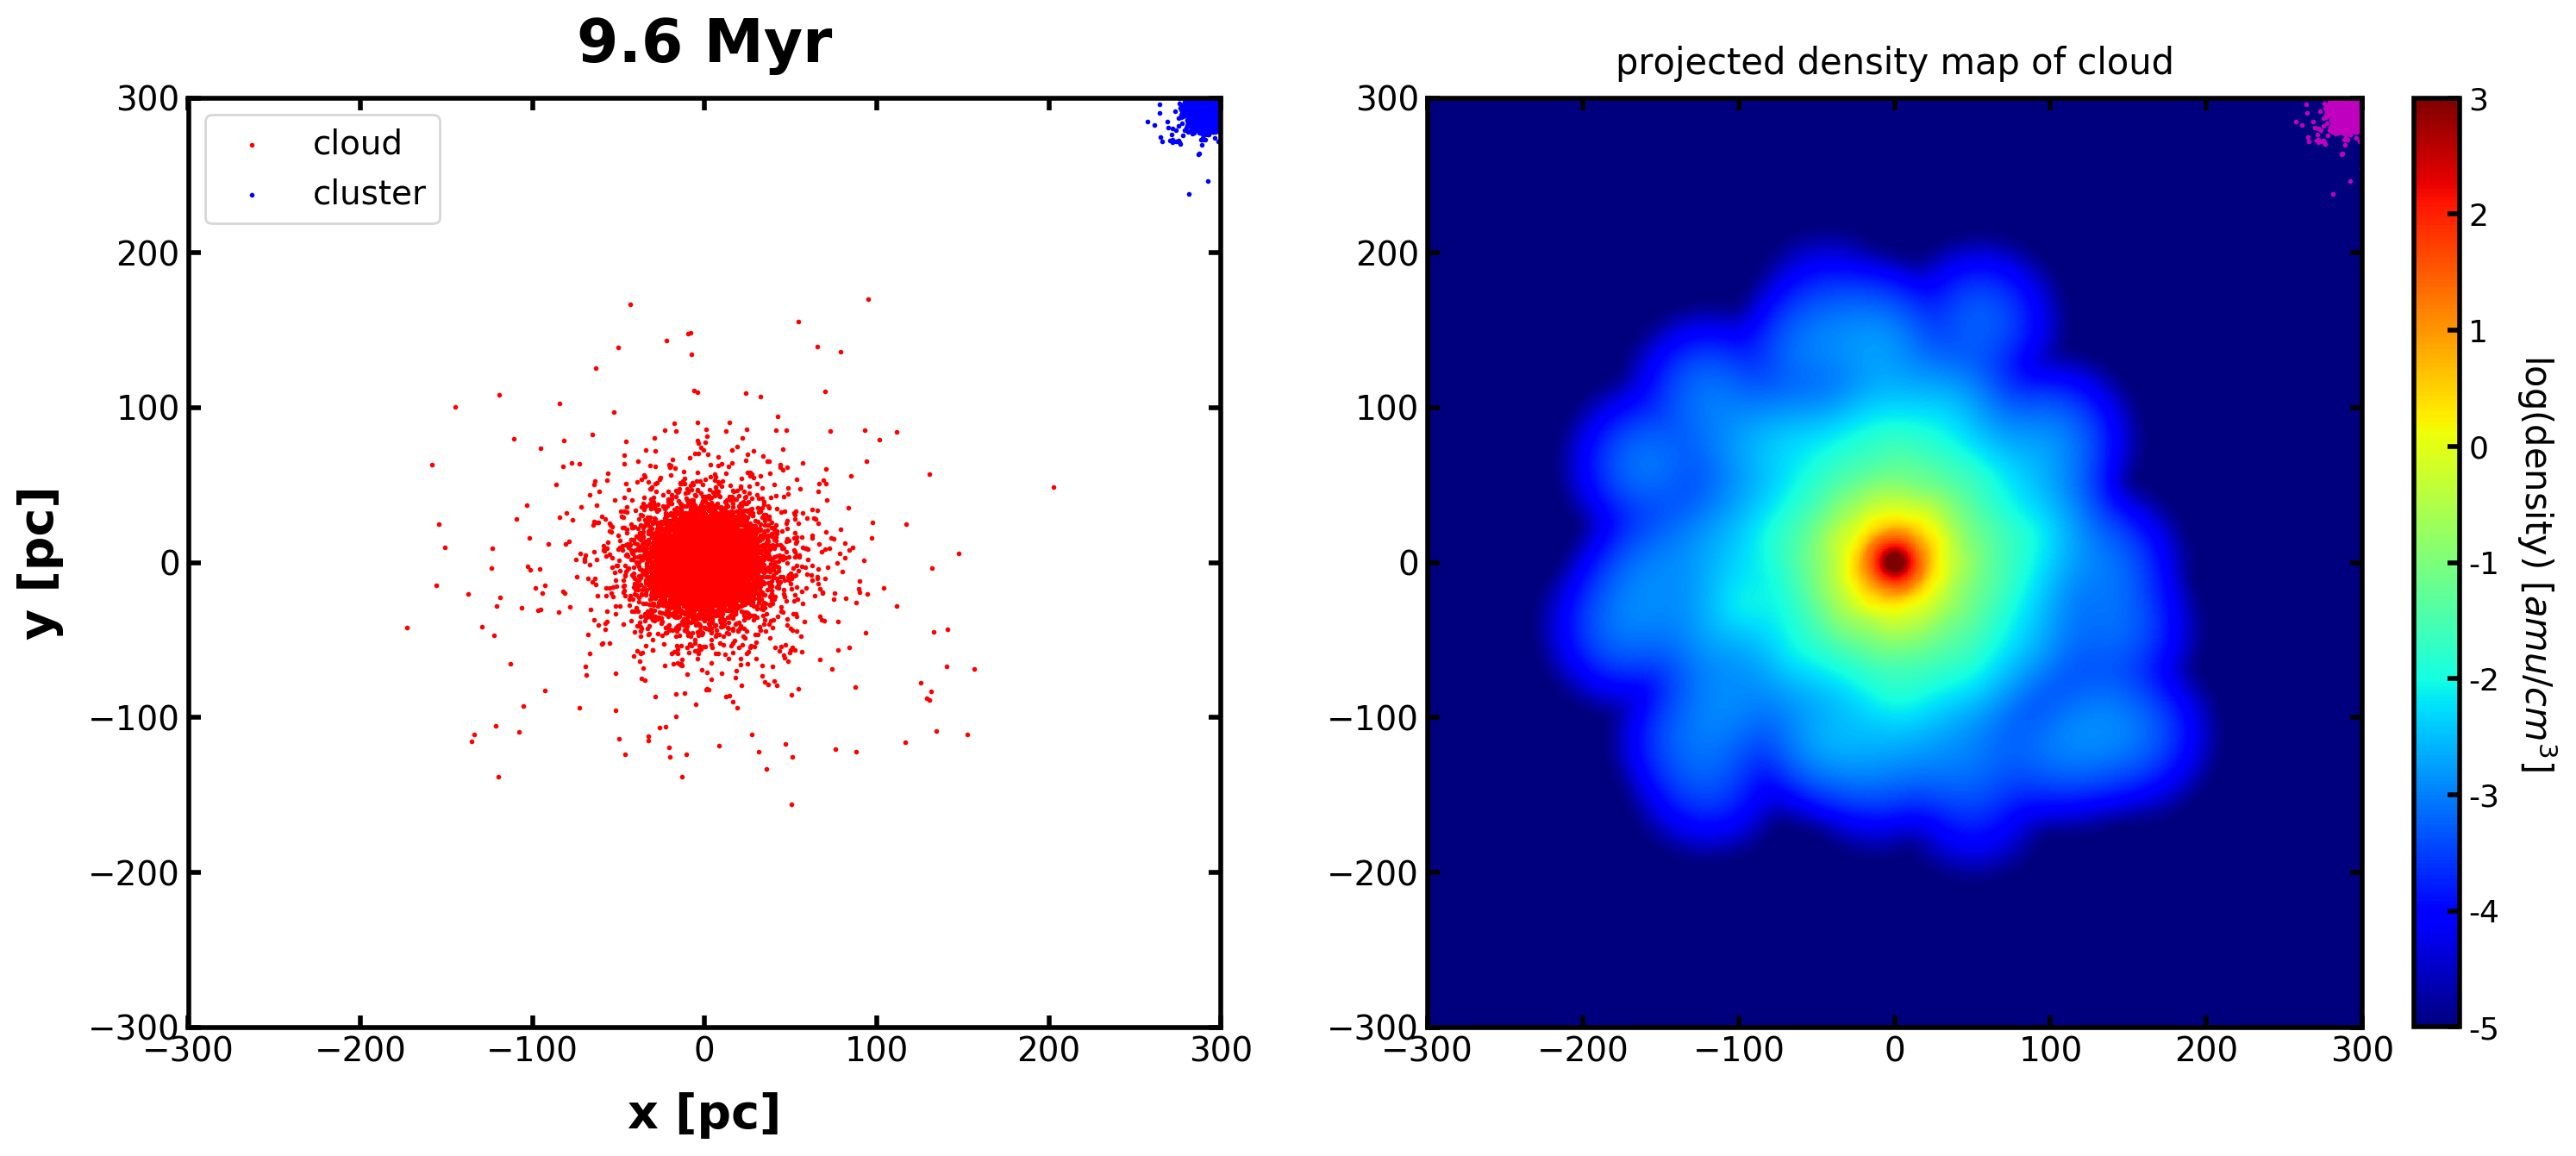 9.6 Myr
cloud
cluster
300
200
100
0
−100
−200
−300
y [pc]
−300 −200 −100 0 100 200 300
x [pc]
projected density map of cloud
300
200
100
0
−100
−200
−300
−300 −200 −100 0 100 200 300
3
2
1
0
-1
-2
-3
-4
-5
log(density) [amu/cm³]